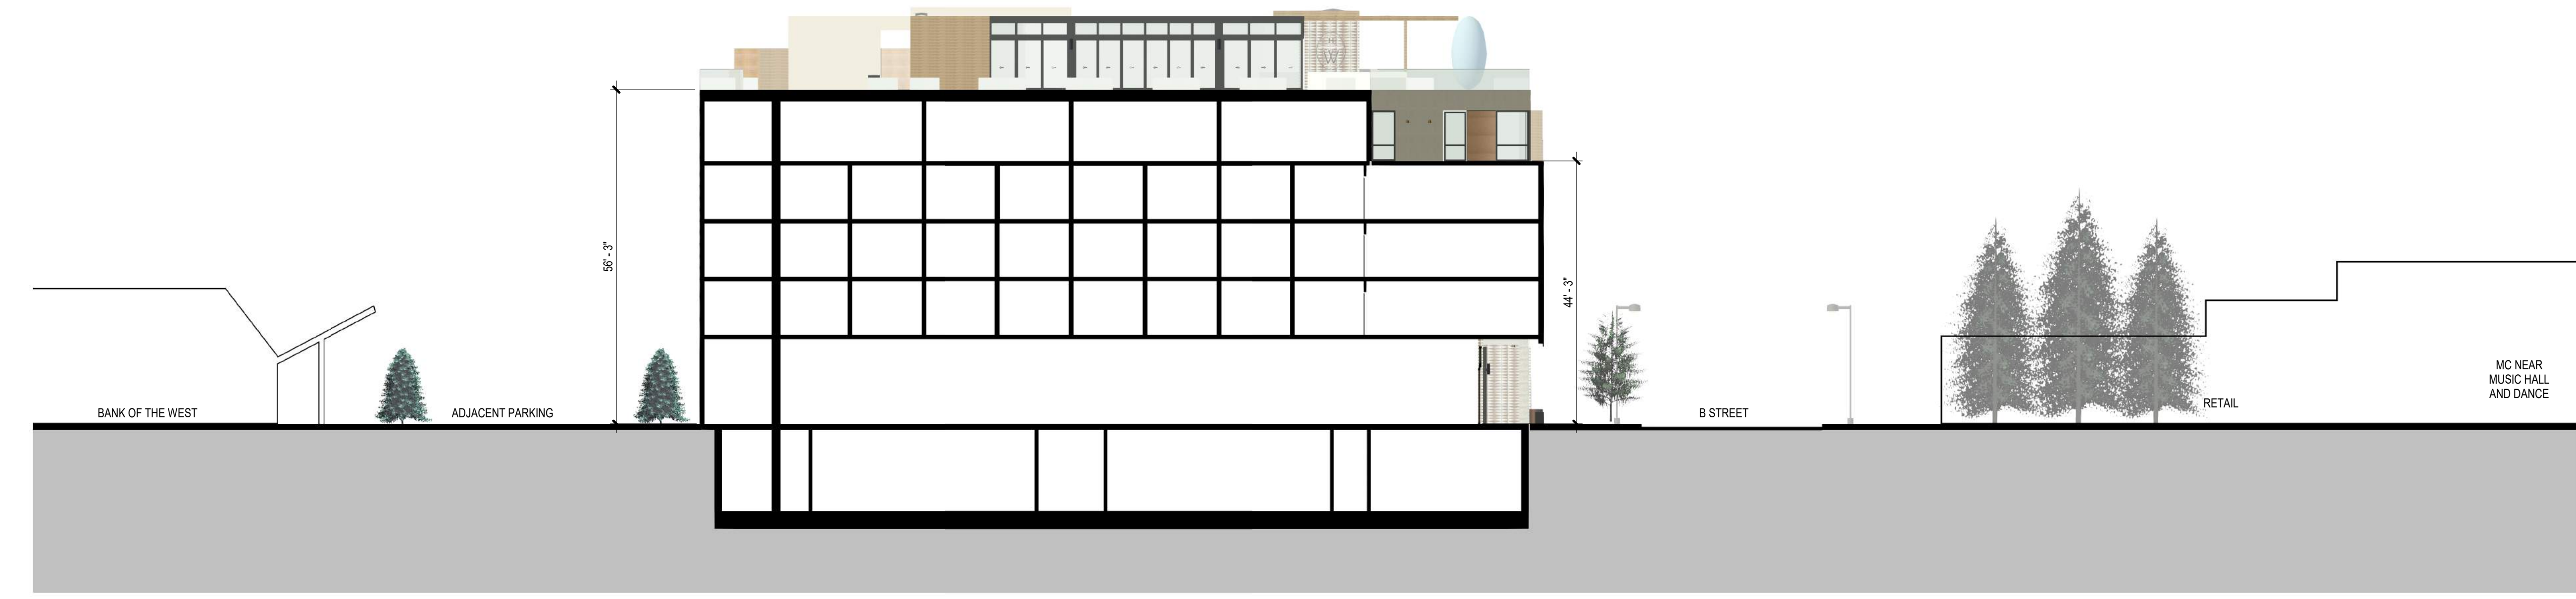 56' - 3"
44' - 3"
BANK OF THE WEST
ADJACENT PARKING
B STREET
RETAIL
MC NEAR
MUSIC HALL
AND DANCE
W